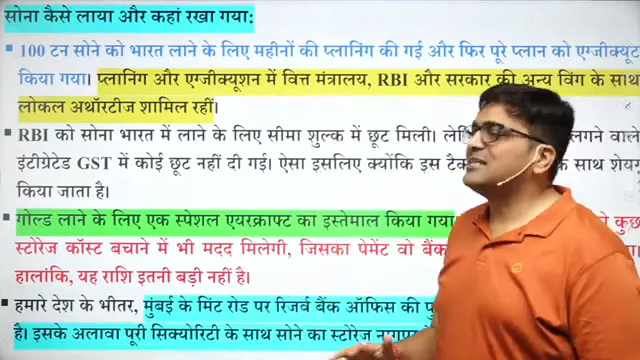 सोना कैसे लाया और कहां रखा गया:
100 टन सोने को भारत लाने के लिए महीनों की प्लानिंग की गई और फिर पूरे प्लान को एग्जीक्यूट
किया गया। प्लानिंग और एग्जीक्यूशन में वित्त मंत्रालय, RBI और सरकार की अन्य विंग के साथ
लोकल अथॉरटीज शामिल रहीं।
RBI को सोना भारत में लाने के लिए सीमा शुल्क में छूट मिली। लगने वाले
इंटीग्रेटेड GST में कोई छूट नहीं दी गई। ऐसा इसलिए क्योंकि इस के साथ
किया जाता है।
गोल्ड लाने के लिए एक स्पेशल एयरक्राफ्ट का इस्तेमाल किया गया कुछ
स्टोरेज कॉस्ट बचाने में भी मदद मिलेगी, जिसका पेमेंट वो बैंक
हालांकि, यह राशि इतनी बड़ी नहीं है।
हमारे देश के भीतर, मुंबई के मिंट रोड पर रिजर्व बैंक ऑफिस की
है। इसके अलावा पूरी सिक्योरिटी के साथ सोने का स्टोरेज